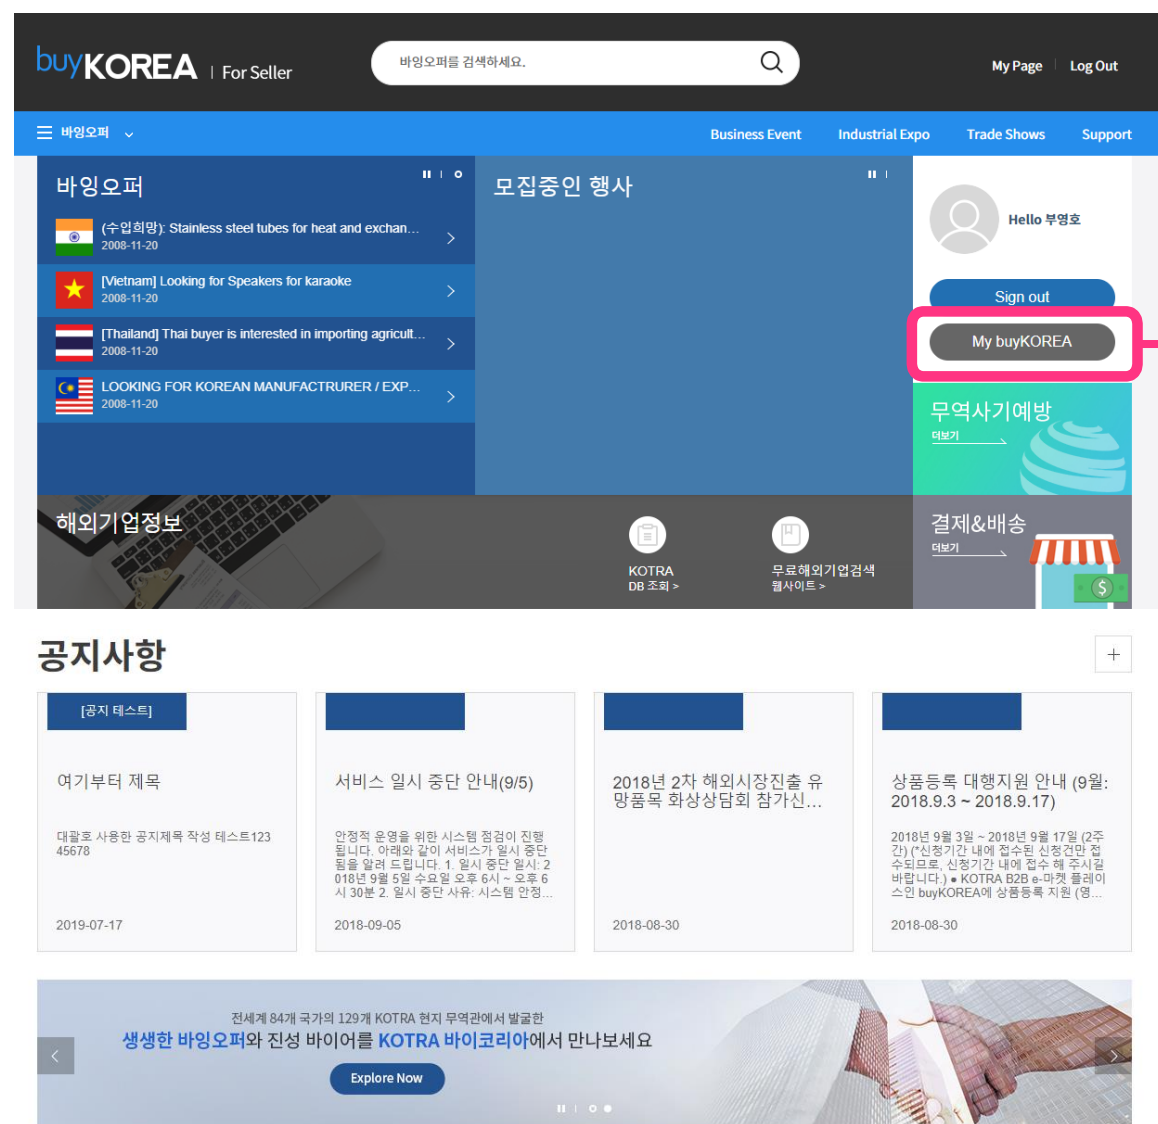 buyKOREA | For Seller
바잉오퍼를 검색하세요.
My Page
Log Out
바잉오퍼
Business Event
Industrial Expo
Trade Shows
Support
바잉오퍼
(수입희망): Stainless steel tubes for heat and exchan...
2008-11-20
[Vietnam] Looking for Speakers for karaoke
2008-11-20
[Thailand] Thai buyer is interested in importing agricult...
2008-11-20
LOOKING FOR KOREAN MANUFACTRURER / EXP...
2008-11-20
모집중인 행사
Hello 부영호
Sign out
My buyKOREA
무역사기예방
더보기
해외기업정보
KOTRA
DB 조회 >
무료해외기업검색
웹사이트 >
결제&배송
더보기
공지사항
[공지 테스트]
여기부터 제목
대괄호 사용한 공지제목 작성 테스트123
45678
2019-07-17
서비스 일시 중단 안내(9/5)
안정적 운영을 위한 시스템 점검이 진행
됩니다. 아래와 같이 서비스가 일시 중단
됨을 알려 드립니다. 1. 일시 중단 일시: 2
018년 9월 5일 수요일 오후 6시 ~ 오후 6
시 30분 2. 일시 중단 사유: 시스템 안정...
2018-09-05
2018년 2차 해외시장진출 유
망품목 화상상담회 참가신...
2018-08-30
상품등록 대행지원 안내 (9월:
2018.9.3 ~ 2018.9.17)
2018년 9월 3일 ~ 2018년 9월 17일 (2주
간) (*신청기간 내에 접수된 신청건만 접
수되므로, 신청기간 내에 접수 해 주시길
바랍니다.) ● KOTRA B2B e-마켓 플레이
스인 buyKOREA에 상품등록 지원 (영...
2018-08-30
전세계 84개 국가의 129개 KOTRA 현지 무역관에서 발굴한
생생한 바잉오퍼와 진성 바이어를 KOTRA 바이코리아에서 만나보세요
Explore Now